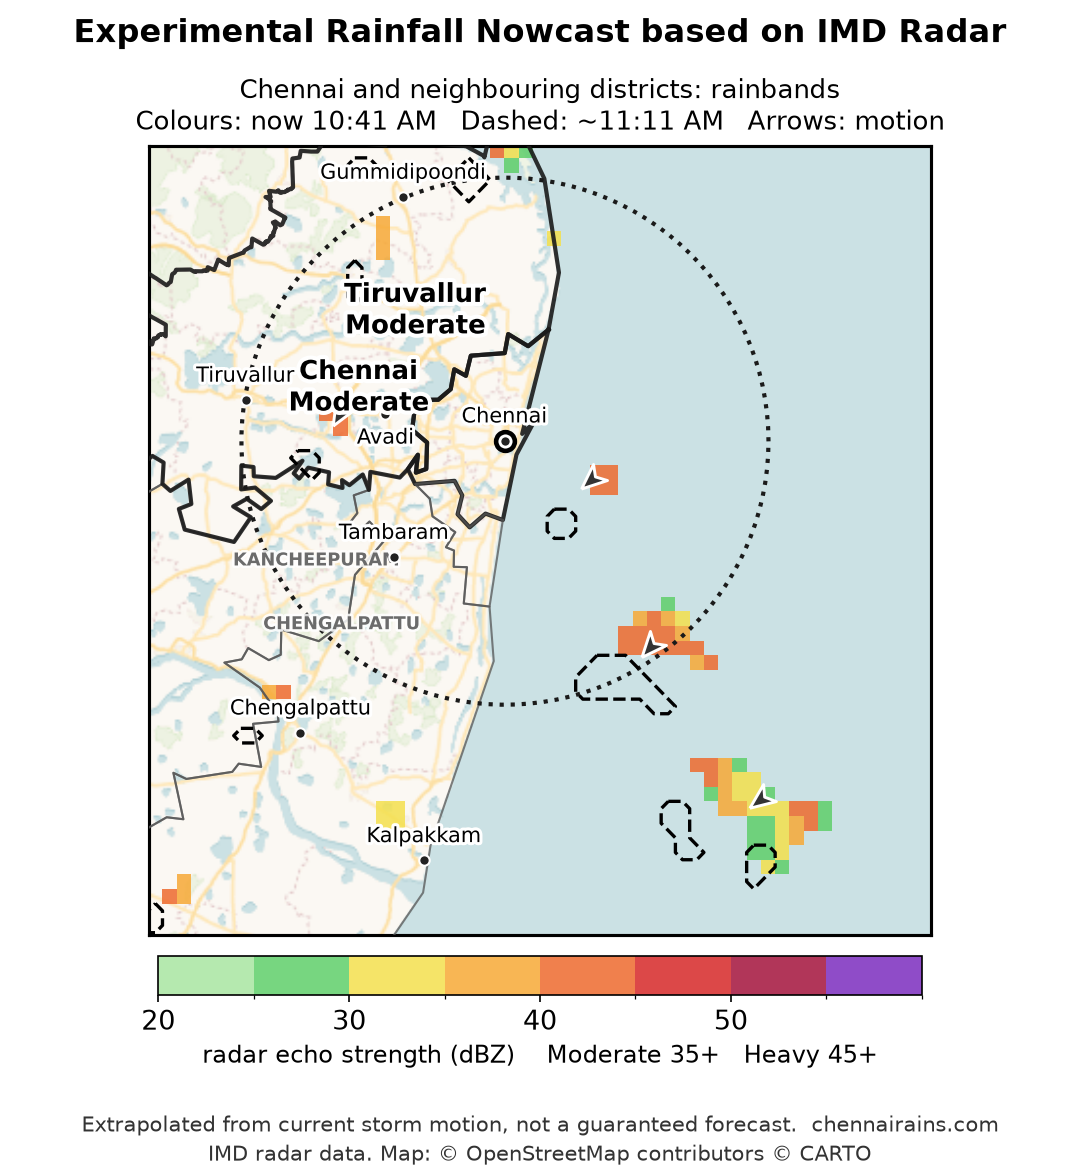 Experimental Rainfall Nowcast based on IMD Radar
Chennai and neighbouring districts: rainbands
Colours: now 10:41 AM   Dashed: ~11:11 AM   Arrows: motion
Gummidipoondi
Tiruvallur
Moderate
Tiruvallur
Chennai
Moderate
Chennai
Avadi
Tambaram
KANCHEEPURAM
CHENGALPATTU
Chengalpattu
Kalpakkam
20 30 40 50
radar echo strength (dBZ)    Moderate 35+   Heavy 45+
Extrapolated from current storm motion, not a guaranteed forecast.  chennairains.com
IMD radar data. Map: © OpenStreetMap contributors © CARTO